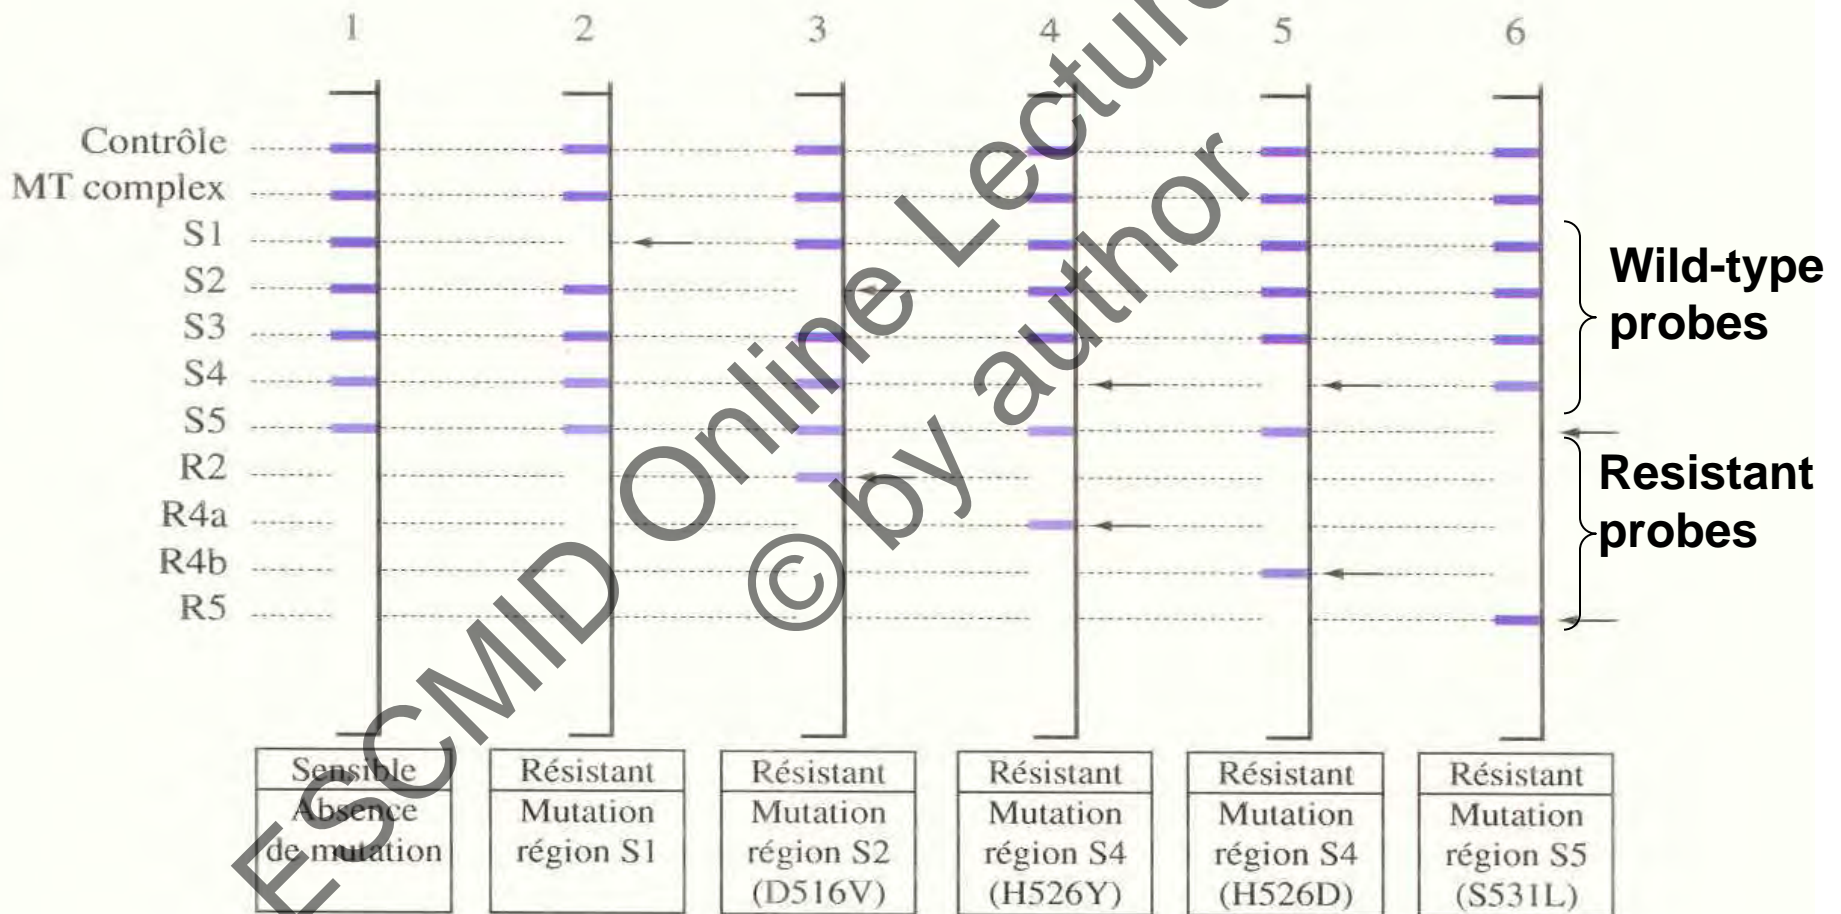 1 2 3 4 5 6
Contrôle
MT complex
S1
S2
S3
S4
S5
R2
R4a
R4b
R5
Wild-type
probes
Resistant
probes
Sensible
Absence
de mutation
Résistant
Mutation
région S1
Résistant
Mutation
région S2
(D516V)
Résistant
Mutation
région S4
(H526Y)
Résistant
Mutation
région S4
(H526D)
Résistant
Mutation
région S5
(S531L)
ESCMID Online Lecture
© by author